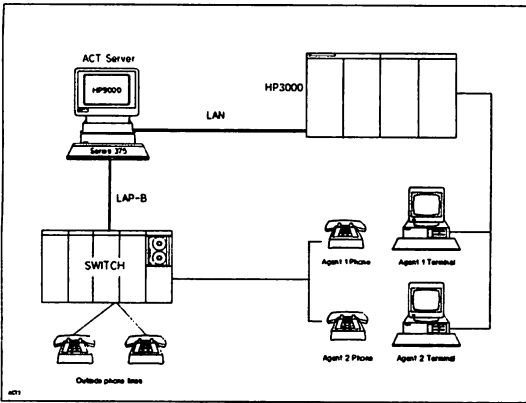 ACT Server
HP9000
HP3000
LAN
Series 375
LAP-B
SWITCH
Agent 1 Phone
Agent 1 Terminal
Agent 2 Phone
Agent 2 Terminal
Outside phone lines